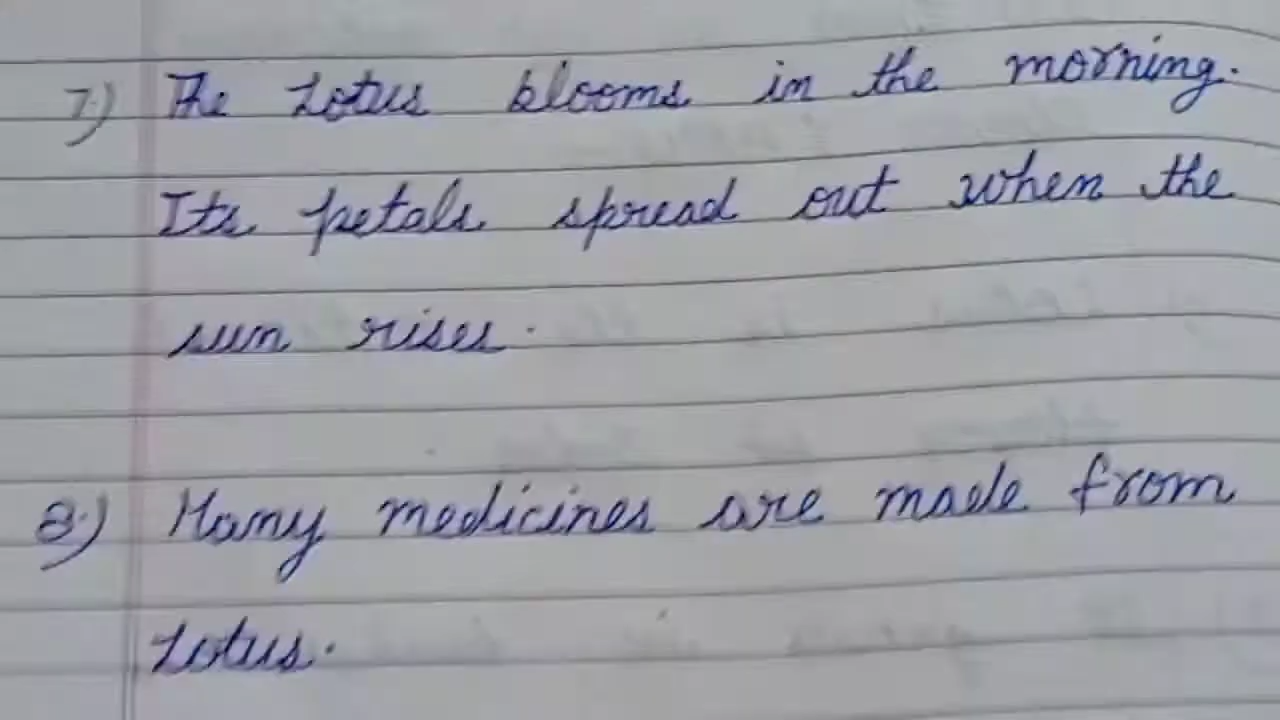 7.) The Lotus blooms in the morning.
Its petals spread out when the
sun rises.
8.) Many medicines are made from
Lotus.